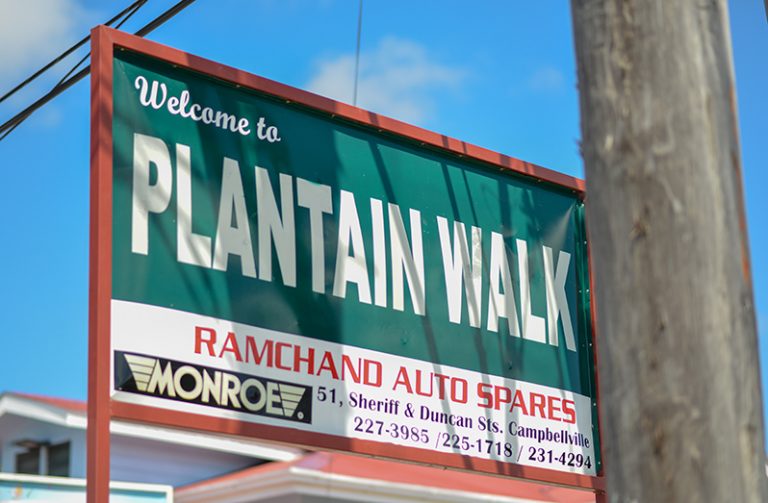 Welcome to
PLANTAIN WALK
RAMCHAND AUTO SPARES
MONROE
51, Sheriff & Duncan Sts. Campbellville
227-3985 /225-1718 / 231-4294